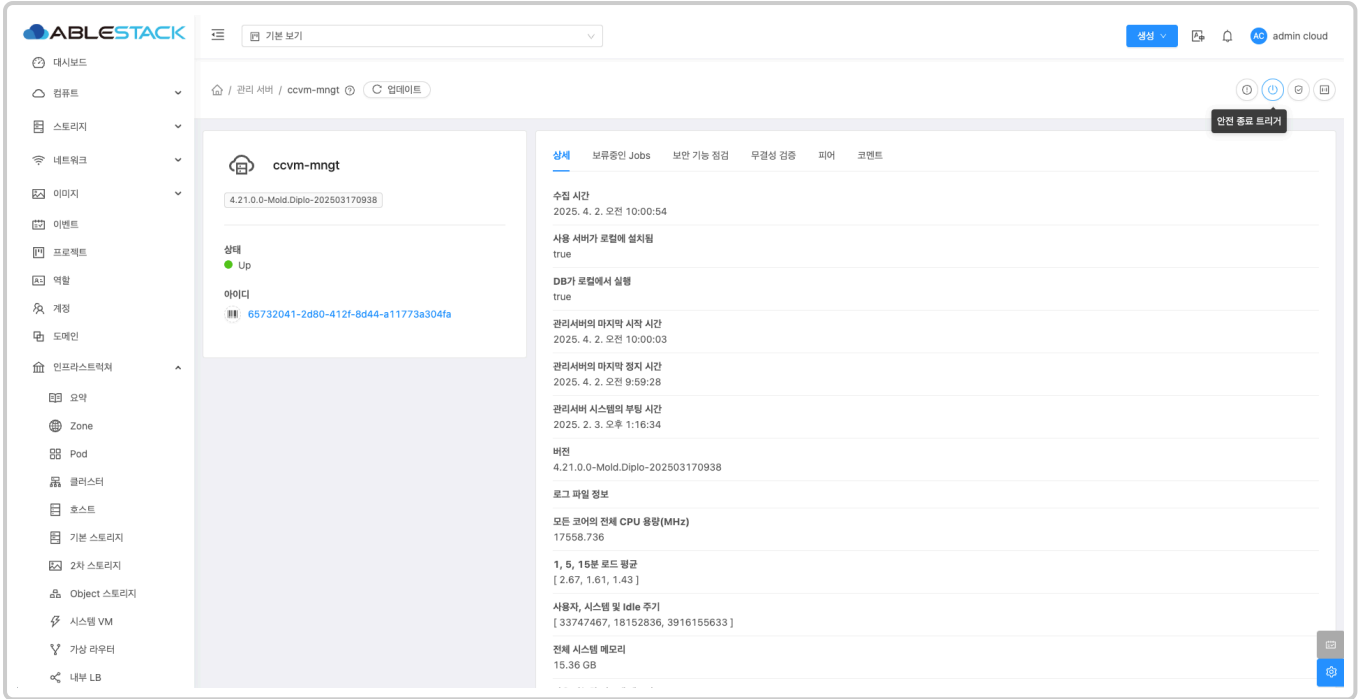 ABLESTACK
기본 보기
생성
AC
admin cloud
/ 관리 서버 / ccvm-mngt
업데이트
안전 종료 트리거
대시보드
컴퓨트
스토리지
네트워크
이미지
이벤트
프로젝트
역할
계정
도메인
인프라스트럭쳐
요약
Zone
Pod
클러스터
호스트
기본 스토리지
2차 스토리지
Object 스토리지
시스템 VM
가상 라우터
내부 LB
ccvm-mngt
4.21.0.0-Mold.Diplo-202503170938
상태
Up
아이디
65732041-2d80-412f-8d44-a11773a304fa
상세 보류중인 Jobs 보안 기능 점검 무결성 검증 피어 코멘트
수집 시간
2025. 4. 2. 오전 10:00:54
사용 서버가 로컬에 설치됨
true
DB가 로컬에서 실행
true
관리서버의 마지막 시작 시간
2025. 4. 2. 오전 10:00:03
관리서버의 마지막 정지 시간
2025. 4. 2. 오전 9:59:28
관리서버 시스템의 부팅 시간
2025. 2. 3. 오후 1:16:34
버전
4.21.0.0-Mold.Diplo-202503170938
로그 파일 정보
모든 코어의 전체 CPU 용량(MHz)
17558.736
1, 5, 15분 로드 평균
[ 2.67, 1.61, 1.43 ]
사용자, 시스템 및 Idle 주기
[ 33747467, 18152836, 3916155633 ]
전체 시스템 메모리
15.36 GB